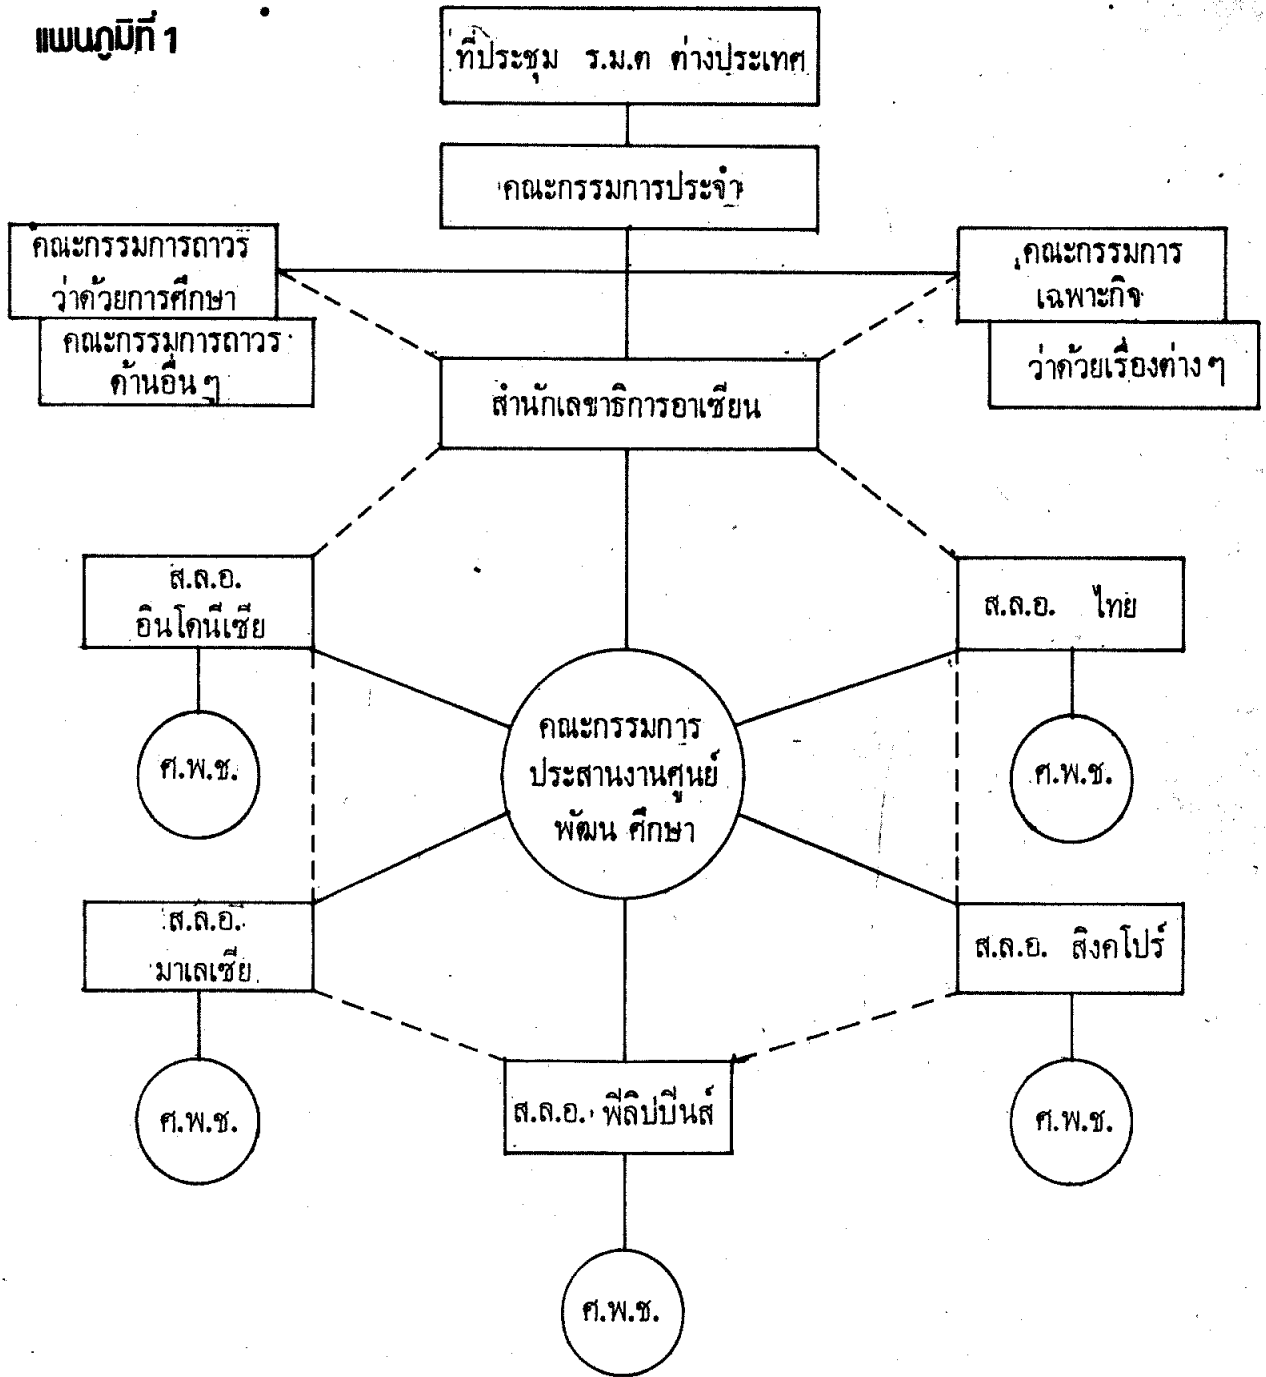 แผนภูมิที่ 1
ที่ประชุม ร.ม.ต ต่างประเทศ
คณะกรรมการประจำ
คณะกรรมการถาวร
ว่าด้วยการศึกษา
คณะกรรมการถาวร
ด้านอื่น ๆ
คณะกรรมการ
เฉพาะกิจ
ว่าด้วยเรื่องต่าง ๆ
สำนักเลขาธิการอาเซียน
ส.ล.อ.
อินโดนีเซีย
ส.ล.อ. ไทย
คณะกรรมการ
ประสานงานศูนย์
พัฒน ศึกษา
ศ.พ.ช.
ศ.พ.ช.
ส.ล.อ.
มาเลเซีย
ส.ล.อ. สิงคโปร์
ศ.พ.ช.
ส.ล.อ. ฟิลิปปินส์
ศ.พ.ช.
ศ.พ.ช.